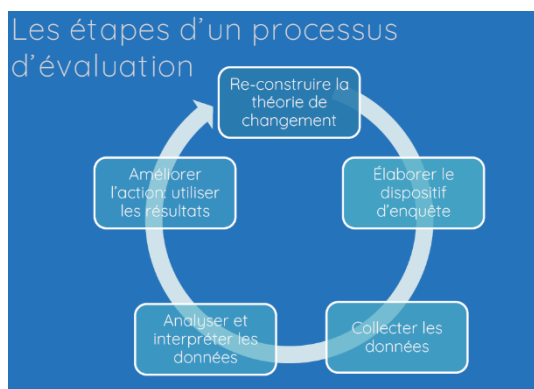 Les étapes d'un processus
d'évaluation
Re-construire la
théorie de
changement
Élaborer le
dispositif
d'enquête
Collecter les
données
Analyser et
interpréter les
données
Améliorer
l'action: utiliser
les résultats